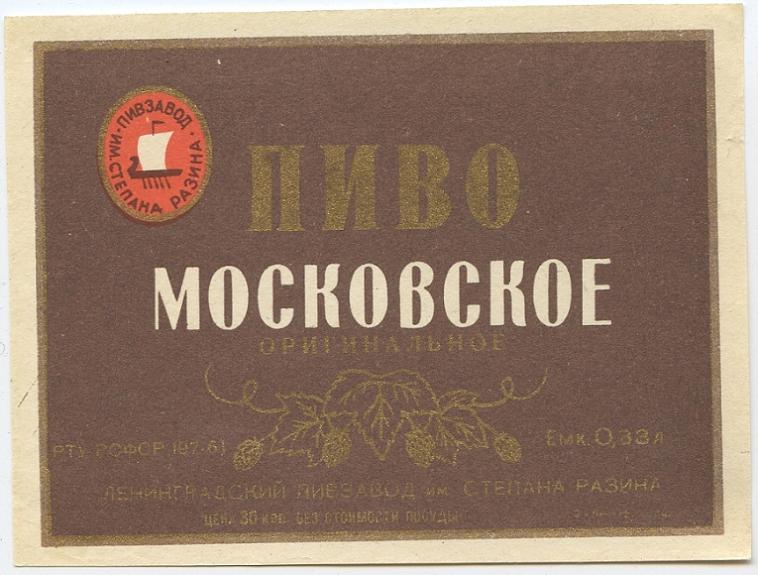 ПИВЗАВОД • ИМ. СТЕПАНА РАЗИНА •
ПИВО
МОСКОВСКОЕ
ОРИГИНАЛЬНОЕ
РТУ РСФСР 197-61
Емк. 0,33 л
ЛЕНИНГРАДСКИЙ ПИВЗАВОД им. СТЕПАНА РАЗИНА
ЦЕНА 30 КОП. БЕЗ СТОИМОСТИ ПОСУДЫ